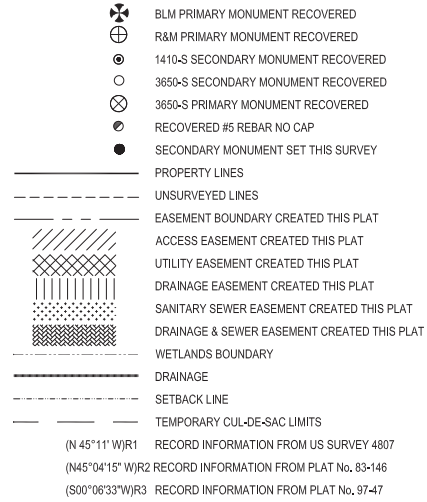 BLM PRIMARY MONUMENT RECOVERED
R&M PRIMARY MONUMENT RECOVERED
1410-S SECONDARY MONUMENT RECOVERED
3650-S SECONDARY MONUMENT RECOVERED
3650-S PRIMARY MONUMENT RECOVERED
RECOVERED #5 REBAR NO CAP
SECONDARY MONUMENT SET THIS SURVEY
PROPERTY LINES
UNSURVEYED LINES
EASEMENT BOUNDARY CREATED THIS PLAT
ACCESS EASEMENT CREATED THIS PLAT
UTILITY EASEMENT CREATED THIS PLAT
DRAINAGE EASEMENT CREATED THIS PLAT
SANITARY SEWER EASEMENT CREATED THIS PLAT
DRAINAGE & SEWER EASEMENT CREATED THIS PLAT
WETLANDS BOUNDARY
DRAINAGE
SETBACK LINE
TEMPORARY CUL-DE-SAC LIMITS
(N 45°11' W)R1 RECORD INFORMATION FROM US SURVEY 4807
(N45°04'15" W)R2 RECORD INFORMATION FROM PLAT No. 83-146
(S00°06'33"W)R3 RECORD INFORMATION FROM PLAT No. 97-47